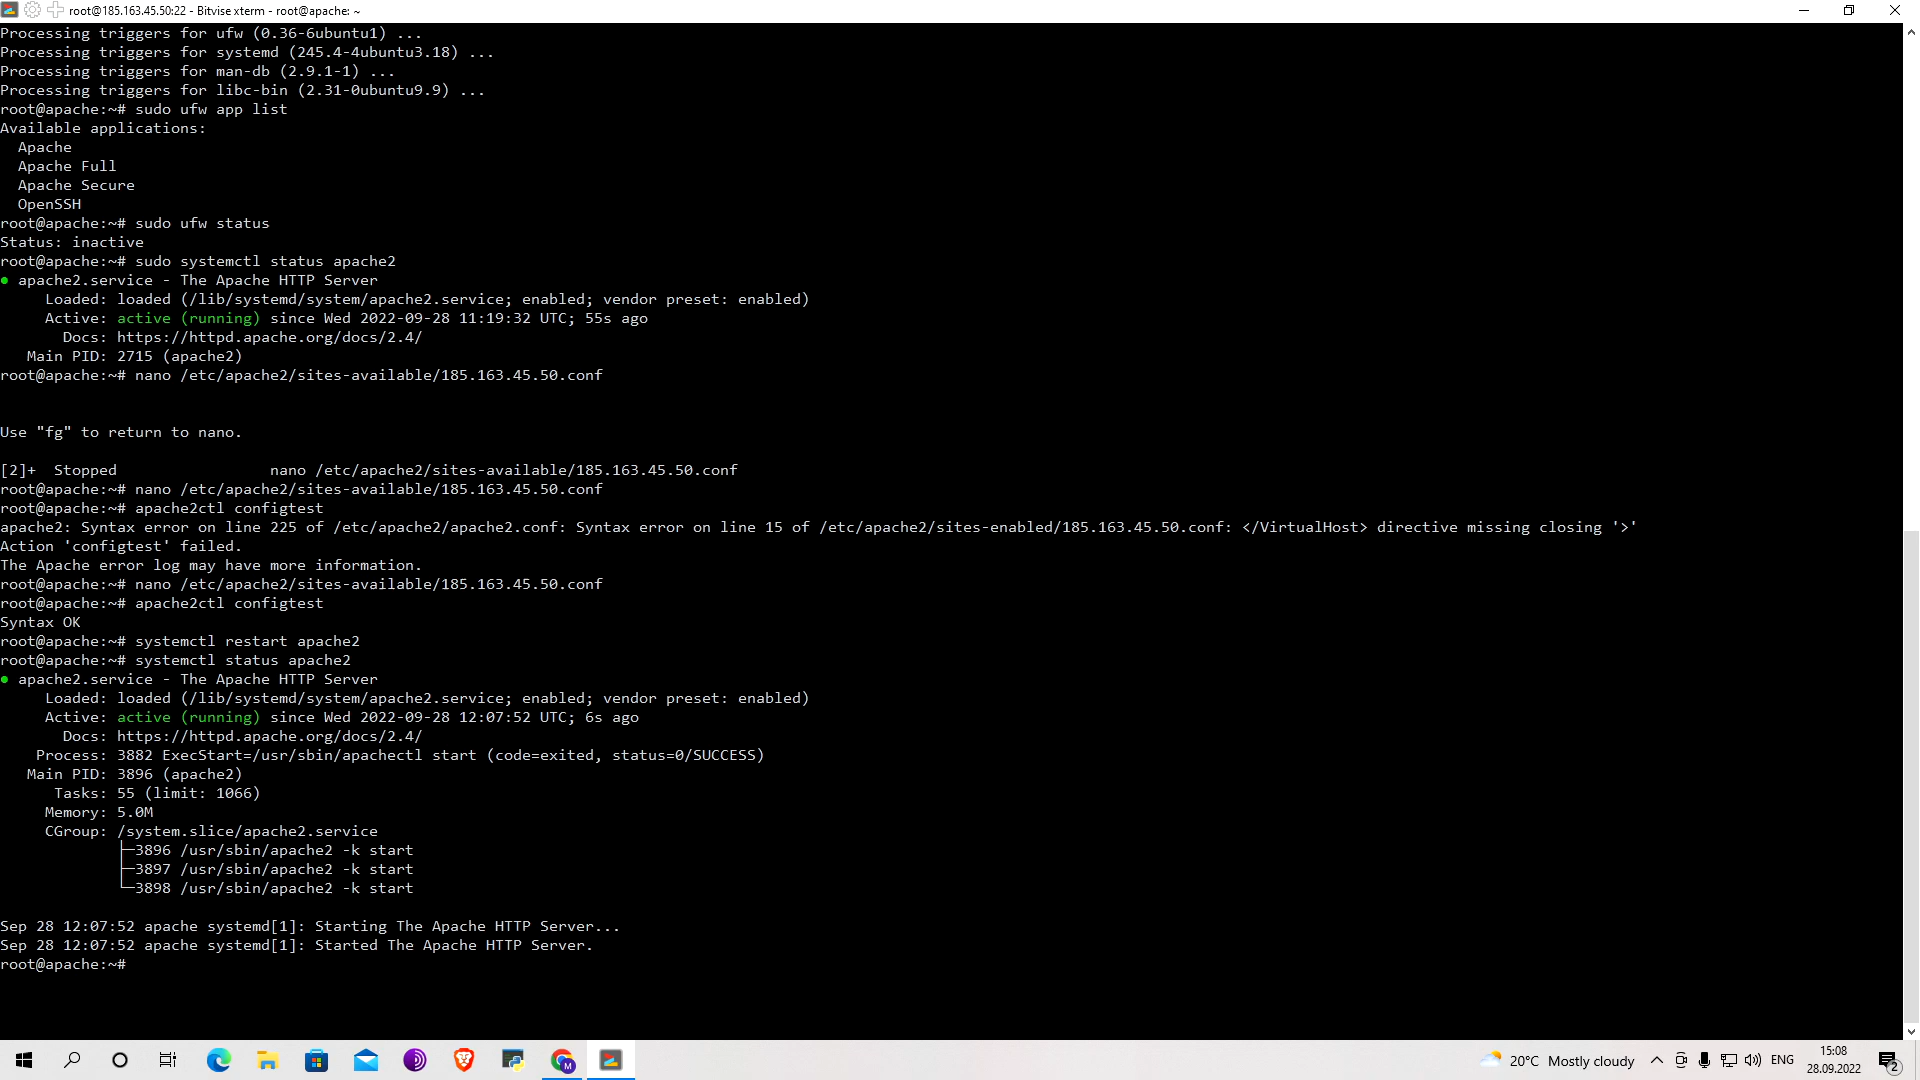 root@185.163.45.50:22 - Bitvise xterm - root@apache: ~
Processing triggers for ufw (0.36-6ubuntu1) ...
Processing triggers for systemd (245.4-4ubuntu3.18) ...
Processing triggers for man-db (2.9.1-1) ...
Processing triggers for libc-bin (2.31-0ubuntu9.9) ...
root@apache:~# sudo ufw app list
Available applications:
  Apache
  Apache Full
  Apache Secure
  OpenSSH
root@apache:~# sudo ufw status
Status: inactive
root@apache:~# sudo systemctl status apache2
● apache2.service - The Apache HTTP Server
     Loaded: loaded (/lib/systemd/system/apache2.service; enabled; vendor preset: enabled)
     Active: active (running) since Wed 2022-09-28 11:19:32 UTC; 55s ago
       Docs: https://httpd.apache.org/docs/2.4/
   Main PID: 2715 (apache2)
root@apache:~# nano /etc/apache2/sites-available/185.163.45.50.conf
Use "fg" to return to nano.
[2]+  Stopped                 nano /etc/apache2/sites-available/185.163.45.50.conf
root@apache:~# nano /etc/apache2/sites-available/185.163.45.50.conf
root@apache:~# apache2ctl configtest
apache2: Syntax error on line 225 of /etc/apache2/apache2.conf: Syntax error on line 15 of /etc/apache2/sites-enabled/185.163.45.50.conf: </VirtualHost> directive missing closing '>'
Action 'configtest' failed.
The Apache error log may have more information.
root@apache:~# nano /etc/apache2/sites-available/185.163.45.50.conf
root@apache:~# apache2ctl configtest
Syntax OK
root@apache:~# systemctl restart apache2
root@apache:~# systemctl status apache2
● apache2.service - The Apache HTTP Server
     Loaded: loaded (/lib/systemd/system/apache2.service; enabled; vendor preset: enabled)
     Active: active (running) since Wed 2022-09-28 12:07:52 UTC; 6s ago
       Docs: https://httpd.apache.org/docs/2.4/
    Process: 3882 ExecStart=/usr/sbin/apachectl start (code=exited, status=0/SUCCESS)
   Main PID: 3896 (apache2)
      Tasks: 55 (limit: 1066)
     Memory: 5.0M
     CGroup: /system.slice/apache2.service
             ├─3896 /usr/sbin/apache2 -k start
             ├─3897 /usr/sbin/apache2 -k start
             └─3898 /usr/sbin/apache2 -k start
Sep 28 12:07:52 apache systemd[1]: Starting The Apache HTTP Server...
Sep 28 12:07:52 apache systemd[1]: Started The Apache HTTP Server.
root@apache:~#
20°C Mostly cloudy ENG 15:08
28.09.2022 2